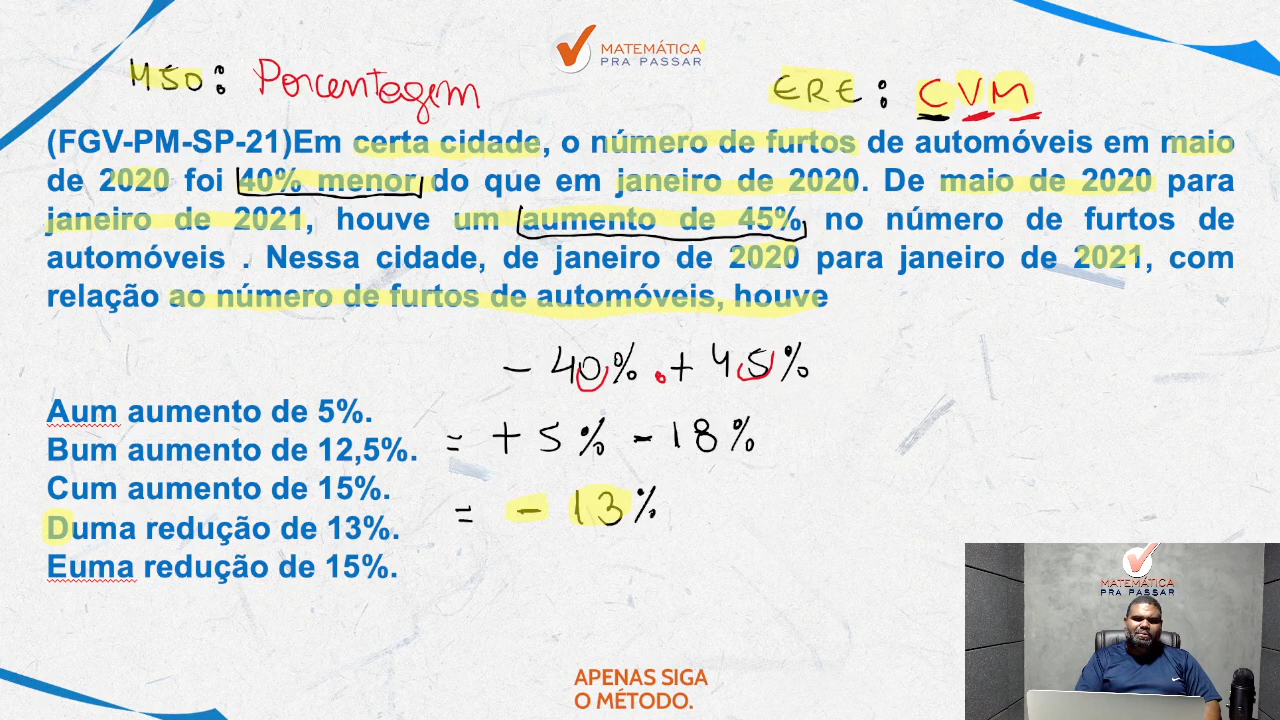 MATEMÁTICA
PRA PASSAR
MSO: Porcentagem
ERE: CVM
(FGV-PM-SP-21)Em certa cidade, o número de furtos de automóveis em maio
de 2020 foi 40% menor do que em janeiro de 2020. De maio de 2020 para
janeiro de 2021, houve um aumento de 45% no número de furtos de
automóveis . Nessa cidade, de janeiro de 2020 para janeiro de 2021, com
relação ao número de furtos de automóveis, houve
- 40% . + 45%
Aum aumento de 5%.
= + 5% - 18%
Bum aumento de 12,5%.
Cum aumento de 15%.
= - 13%
Duma redução de 13%.
Euma redução de 15%.
MATEMÁTICA
PRA PASSAR
APENAS SIGA
O MÉTODO.